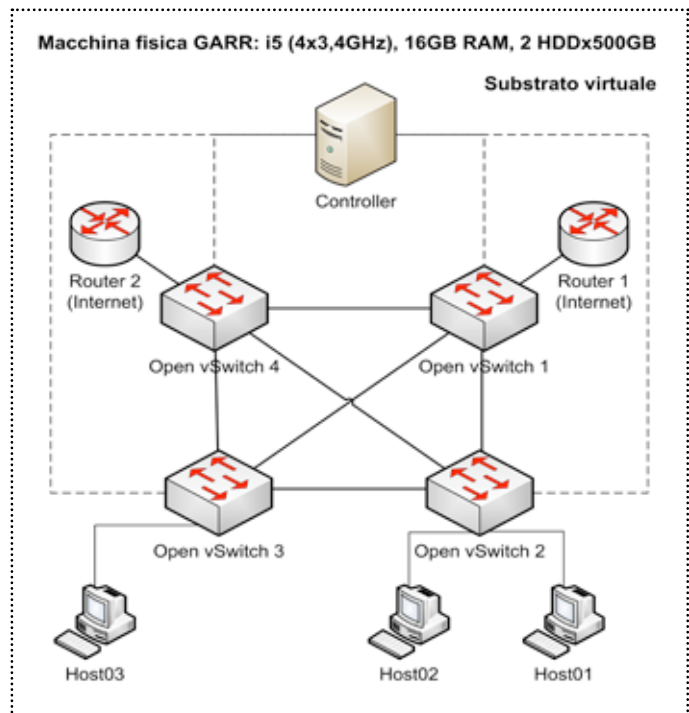 Macchina fisica GARR: i5 (4x3,4GHz), 16GB RAM, 2 HDDx500GB
Substrato virtuale
Controller
Router 2
(Internet)
Router 1
(Internet)
Open vSwitch 4
Open vSwitch 1
Open vSwitch 3
Open vSwitch 2
Host03
Host02
Host01